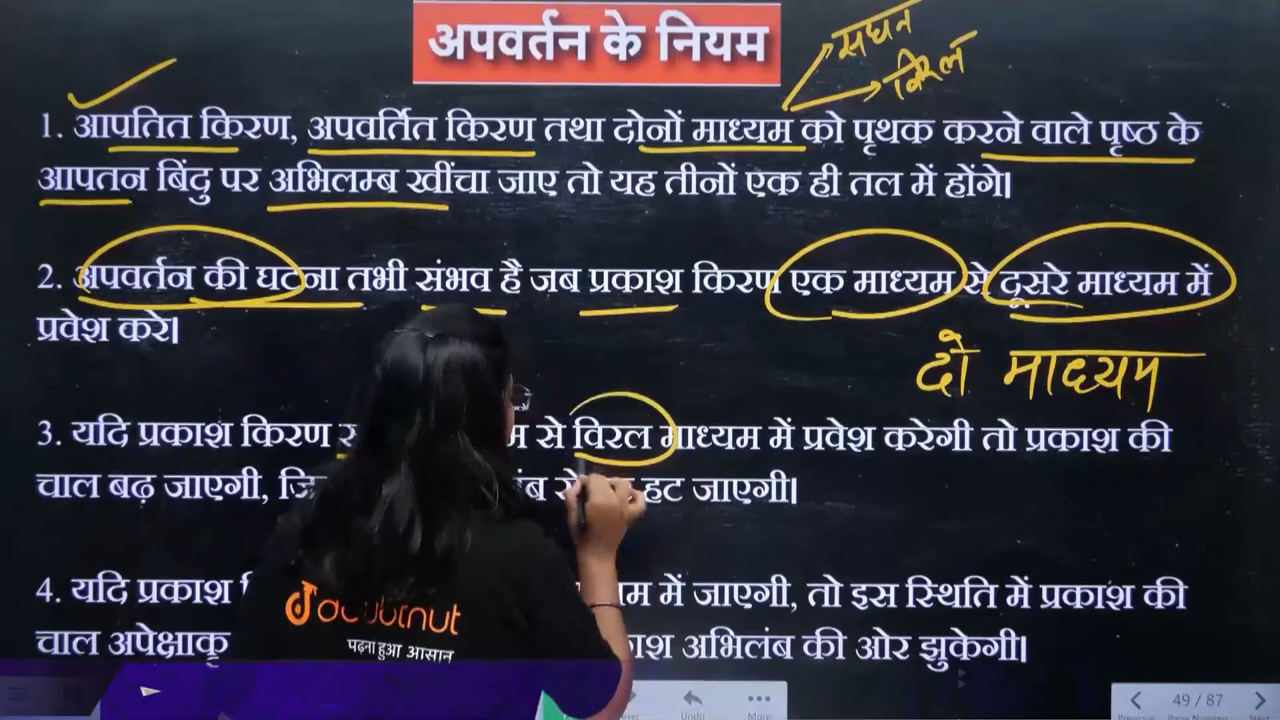 अपवर्तन के नियम
सघन
विरल
1. आपतित किरण, अपवर्तित किरण तथा दोनों माध्यम को पृथक करने वाले पृष्ठ के
आपतन बिंदु पर अभिलम्ब खींचा जाए तो यह तीनों एक ही तल में होंगे।
2. अपवर्तन की घटना तभी संभव है जब प्रकाश किरण एक माध्यम से दूसरे माध्यम में
प्रवेश करे।
दो माध्यम
3. यदि प्रकाश किरण से विरल माध्यम में प्रवेश करेगी तो प्रकाश की
चाल बढ़ जाएगी, हट जाएगी।
4. यदि प्रकाश में जाएगी, तो इस स्थिति में प्रकाश की
चाल अभिलंब की ओर झुकेगी।
doubtnut
पढ़ना हुआ आसान
Undo
More
49 / 87